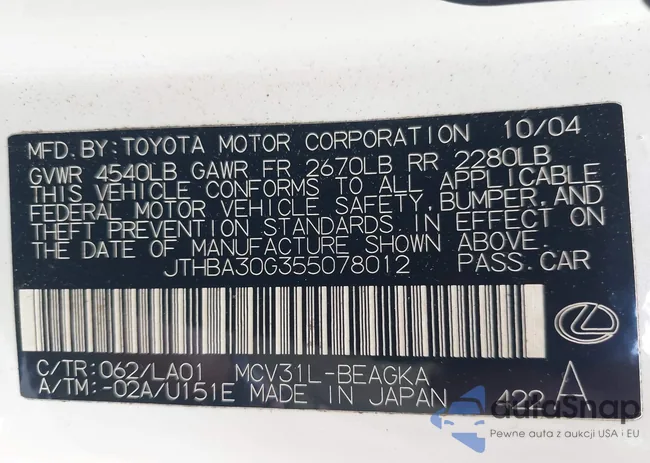 MFD. BY: TOYOTA MOTOR CORPORATION 10/04
GVWR 4540LB GAWR FR 2670LB RR 2280LB
THIS VEHICLE CONFORMS TO ALL APPLICABLE
FEDERAL MOTOR VEHICLE SAFETY, BUMPER, AND
THEFT PREVENTION STANDARDS IN EFFECT ON
THE DATE OF MANUFACTURE SHOWN ABOVE.
JTHBA30G355078012 PASS. CAR
C/TR: 062/LA01 MCV31L-BEAGKA
A/TM: -02A/U151E MADE IN JAPAN 422 A
autoSnap
Pewne auta z aukcji USA i EU